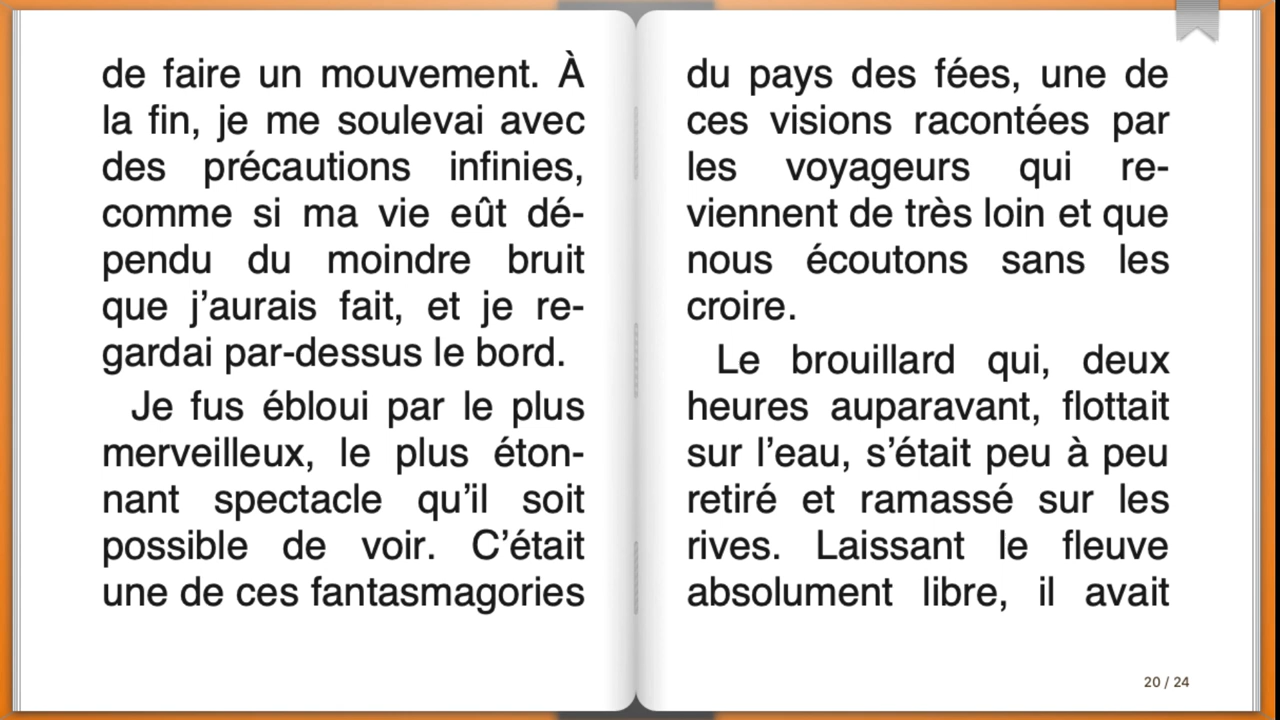 de faire un mouvement. À
la fin, je me soulevai avec
des précautions infinies,
comme si ma vie eût dé-
pendu du moindre bruit
que j’aurais fait, et je re-
gardai par-dessus le bord.
Je fus ébloui par le plus
merveilleux, le plus éton-
nant spectacle qu’il soit
possible de voir. C’était
une de ces fantasmagories
du pays des fées, une de
ces visions racontées par
les voyageurs qui re-
viennent de très loin et que
nous écoutons sans les
croire.
Le brouillard qui, deux
heures auparavant, flottait
sur l’eau, s’était peu à peu
retiré et ramassé sur les
rives. Laissant le fleuve
absolument libre, il avait
20 / 24